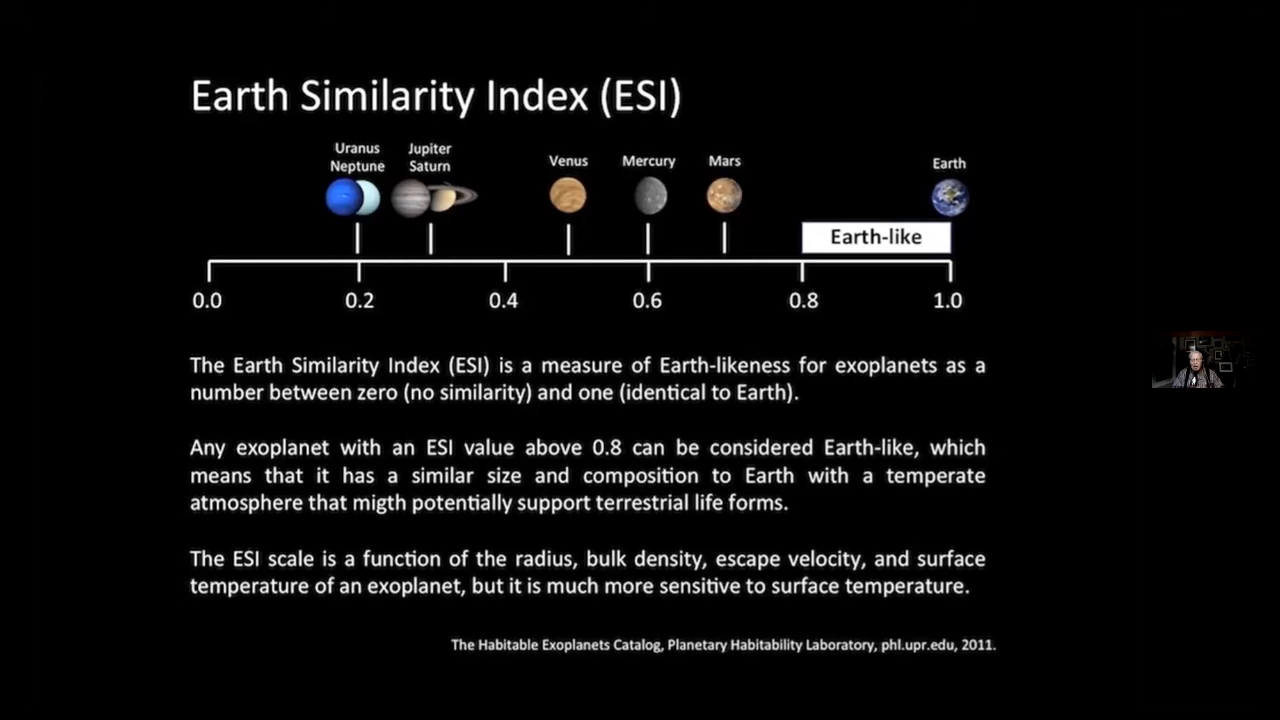 Earth Similarity Index (ESI)
Uranus Jupiter
Neptune Saturn Venus Mercury Mars Earth
Earth-like
0.0 0.2 0.4 0.6 0.8 1.0
The Earth Similarity Index (ESI) is a measure of Earth-likeness for exoplanets as a
number between zero (no similarity) and one (identical to Earth).
Any exoplanet with an ESI value above 0.8 can be considered Earth-like, which
means that it has a similar size and composition to Earth with a temperate
atmosphere that migth potentially support terrestrial life forms.
The ESI scale is a function of the radius, bulk density, escape velocity, and surface
temperature of an exoplanet, but it is much more sensitive to surface temperature.
The Habitable Exoplanets Catalog, Planetary Habitability Laboratory, phl.upr.edu, 2011.